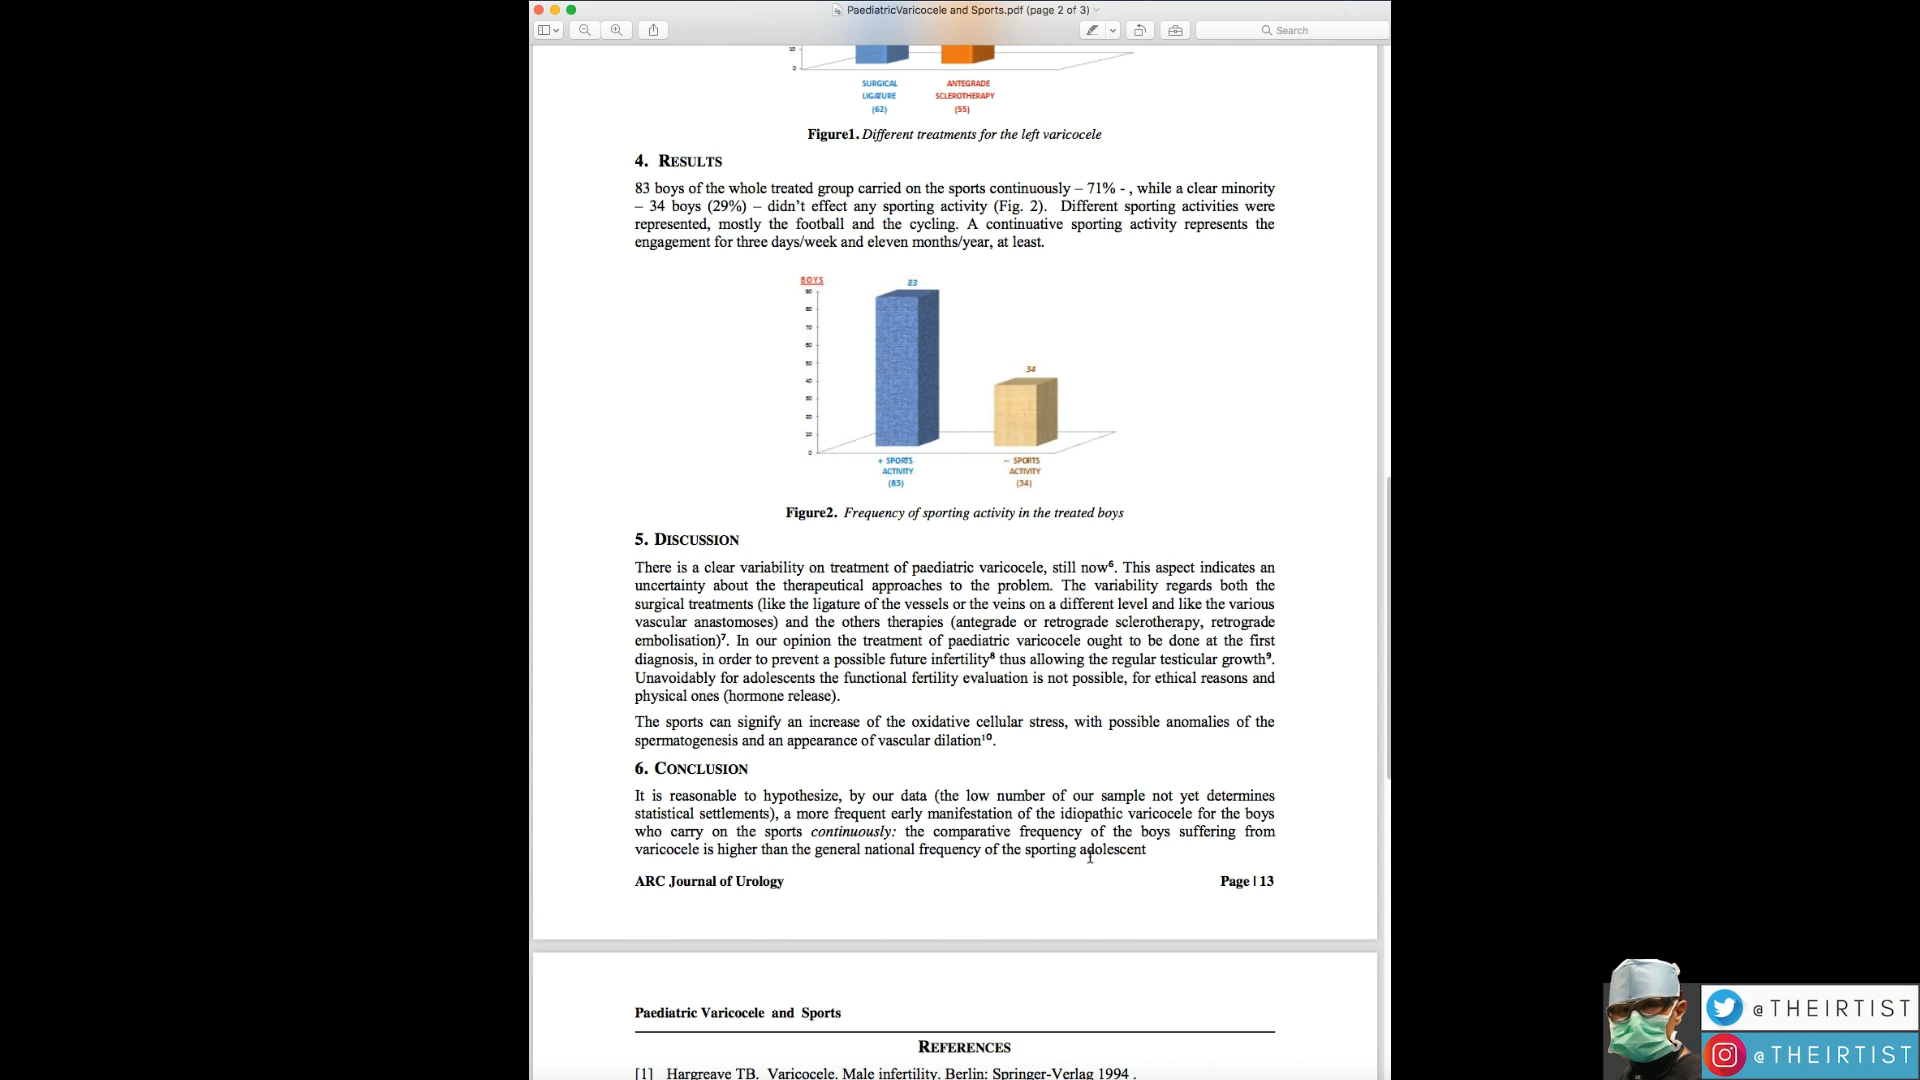 PaediatricVaricocele and Sports.pdf (page 2 of 3)
Search
10
0
SURGICAL LIGATURE (62)
ANTEGRADE SCLEROTHERAPY (55)
Figure1. Different treatments for the left varicocele
4. RESULTS
83 boys of the whole treated group carried on the sports continuously – 71% - , while a clear minority
– 34 boys (29%) – didn't effect any sporting activity (Fig. 2). Different sporting activities were
represented, mostly the football and the cycling. A continuative sporting activity represents the
engagement for three days/week and eleven months/year, at least.
BOYS
83
90
80
70
60
50
34
40
30
20
10
0
+ SPORTS ACTIVITY (83)
– SPORTS ACTIVITY (34)
Figure2. Frequency of sporting activity in the treated boys
5. DISCUSSION
There is a clear variability on treatment of paediatric varicocele, still now⁶. This aspect indicates an
uncertainty about the therapeutical approaches to the problem. The variability regards both the
surgical treatments (like the ligature of the vessels or the veins on a different level and like the various
vascular anastomoses) and the others therapies (antegrade or retrograde sclerotherapy, retrograde
embolisation)⁷. In our opinion the treatment of paediatric varicocele ought to be done at the first
diagnosis, in order to prevent a possible future infertility⁸ thus allowing the regular testicular growth⁹.
Unavoidably for adolescents the functional fertility evaluation is not possible, for ethical reasons and
physical ones (hormone release).
The sports can signify an increase of the oxidative cellular stress, with possible anomalies of the
spermatogenesis and an appearance of vascular dilation¹⁰.
6. CONCLUSION
It is reasonable to hypothesize, by our data (the low number of our sample not yet determines
statistical settlements), a more frequent early manifestation of the idiopathic varicocele for the boys
who carry on the sports continuously: the comparative frequency of the boys suffering from
varicocele is higher than the general national frequency of the sporting adolescent
ARC Journal of Urology
Page | 13
Paediatric Varicocele and Sports
REFERENCES
[1] Hargreave TB. Varicocele. Male infertility. Berlin: Springer-Verlag 1994 .
@THEIRTIST
@THEIRTIST